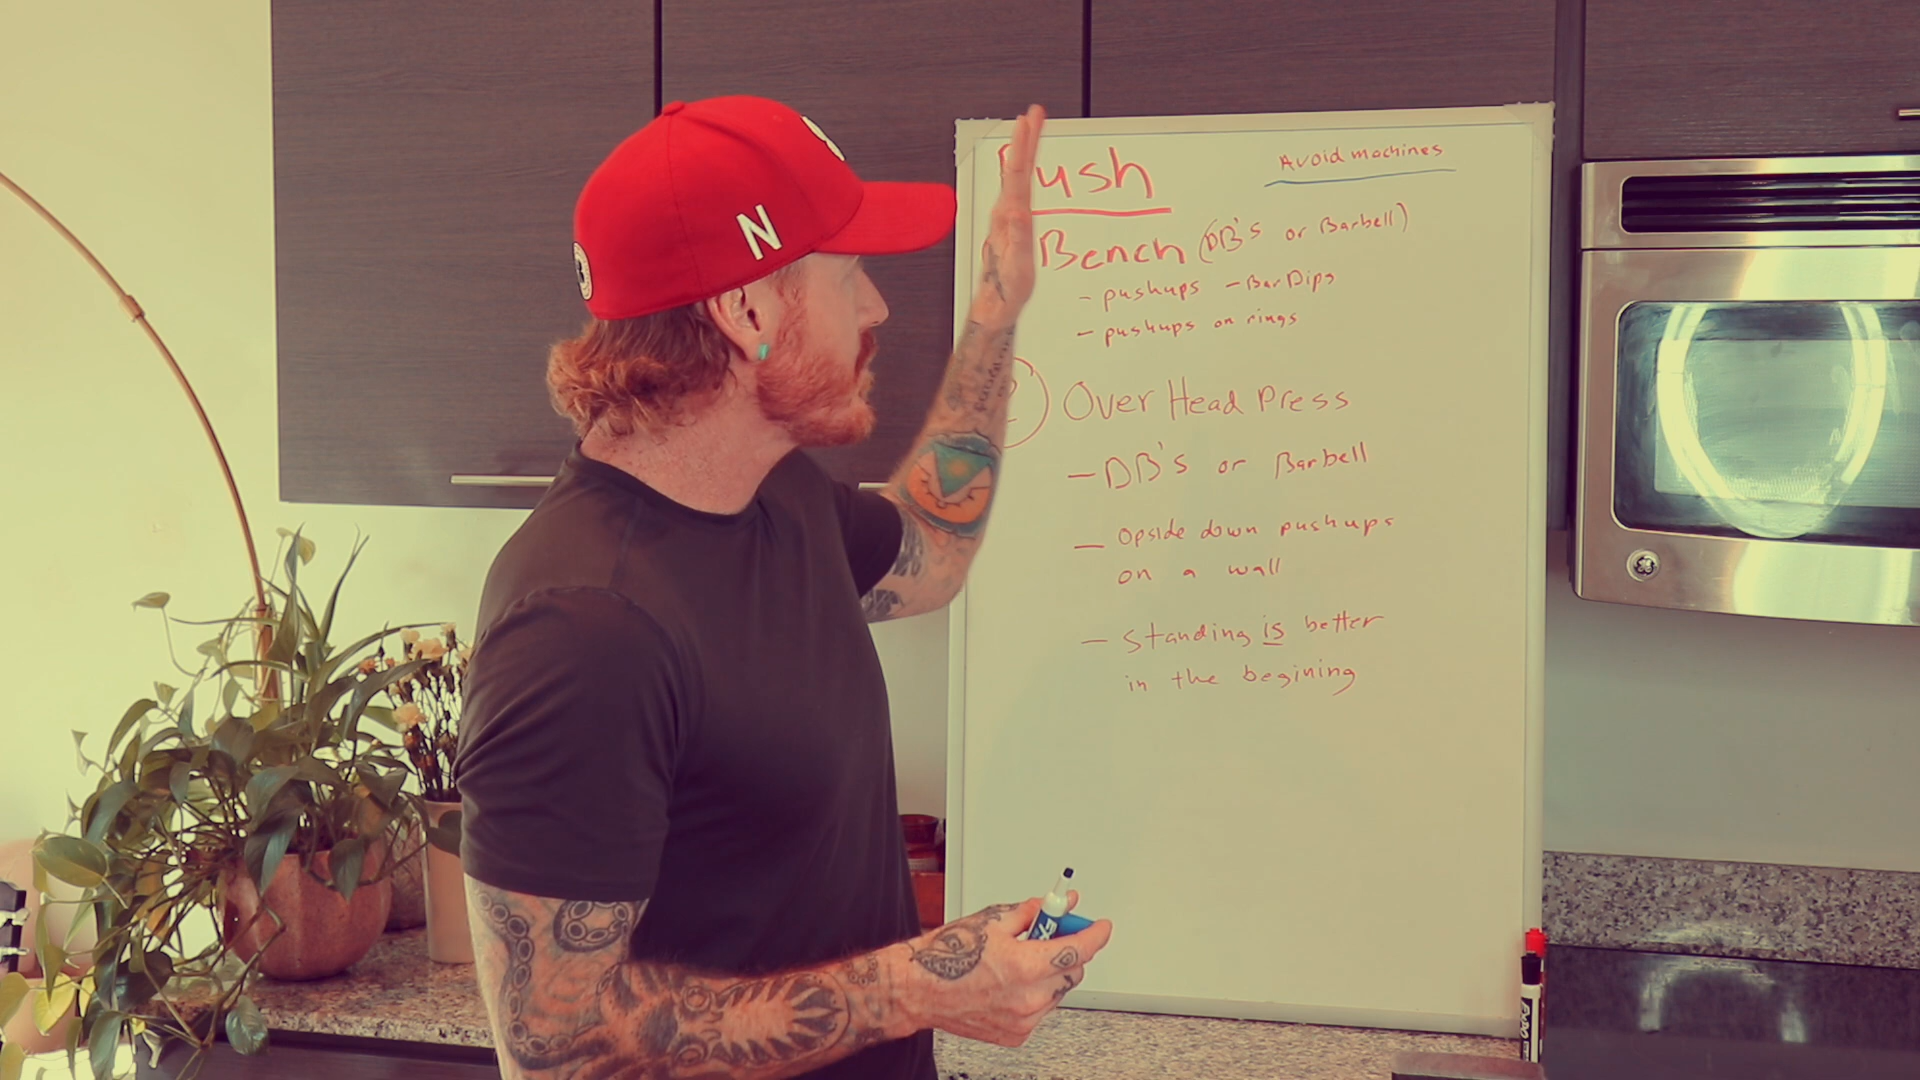 Push
Avoid machines
Bench (DB's or Barbell)
- pushups - Bar Dips
- pushups on rings
2 Over Head Press
- DB's or Barbell
- Opside down pushups
on a wall
- Standing is better
in the begining
N